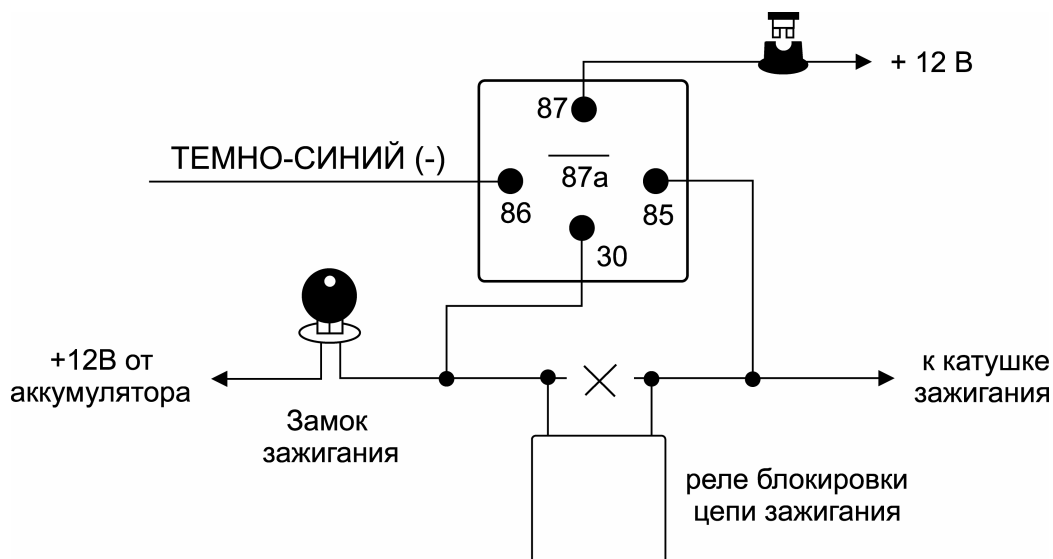 + 12 В
87
ТЕМНО-СИНИЙ (-)
87а
86
85
30
+12В от
аккумулятора
Замок
зажигания
к катушке
зажигания
реле блокировки
цепи зажигания